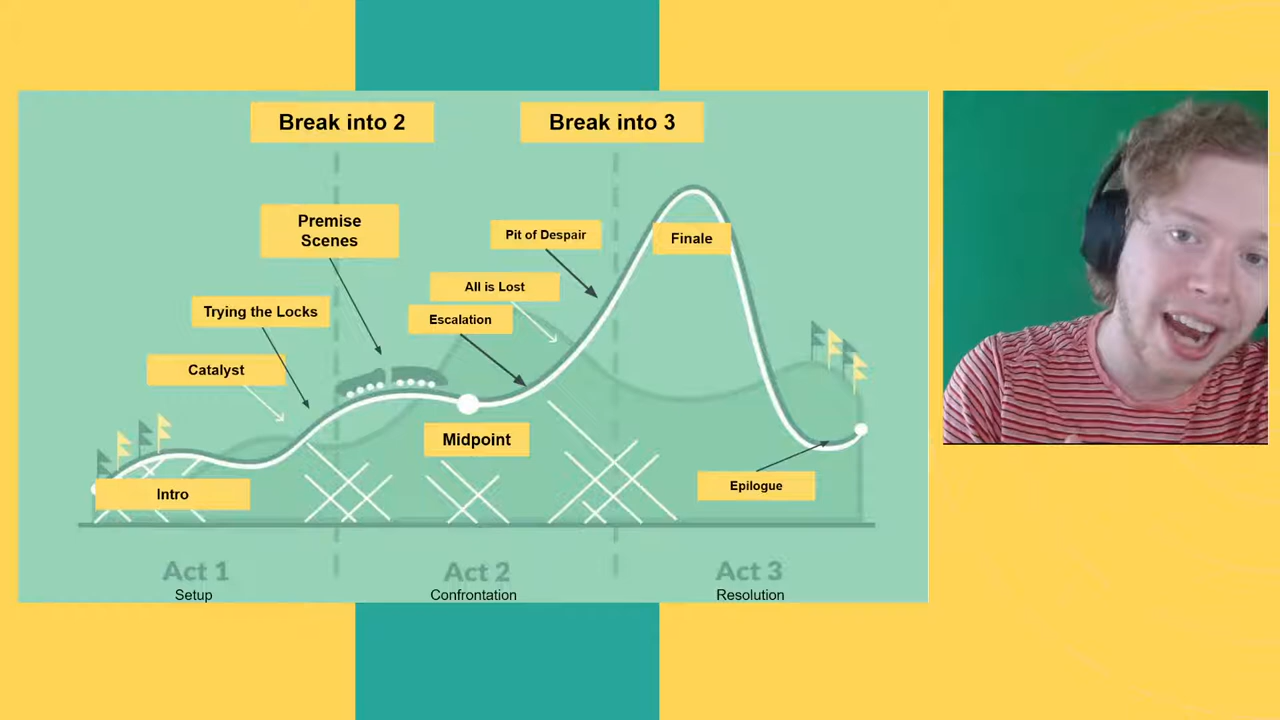 Break into 2
Break into 3
Premise
Scenes
Pit of Despair
Finale
All is Lost
Trying the Locks
Escalation
Catalyst
Midpoint
Epilogue
Intro
Act 1
Act 2
Act 3
Setup
Confrontation
Resolution